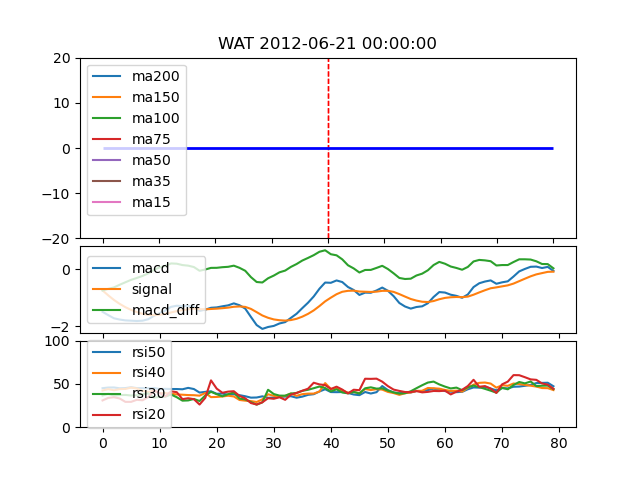 WAT 2012-06-21 00:00:00
20
10
0
−10
−20
ma200
ma150
ma100
ma75
ma50
ma35
ma15
0
−2
macd
signal
macd_diff
100
50
0
rsi50
rsi40
rsi30
rsi20
0 10 20 30 40 50 60 70 80